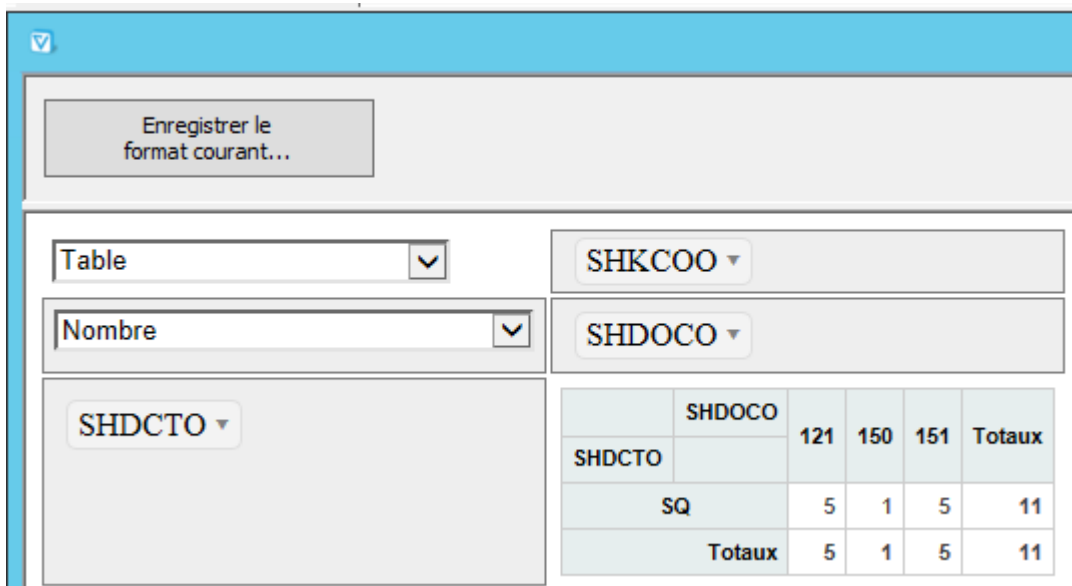 Enregistrer le
format courant...
Table
SHKCOO
Nombre
SHDOCO
SHDCTO
SHDOCO 121 150 151 Totaux
SHDCTO
SQ 5 1 5 11
Totaux 5 1 5 11